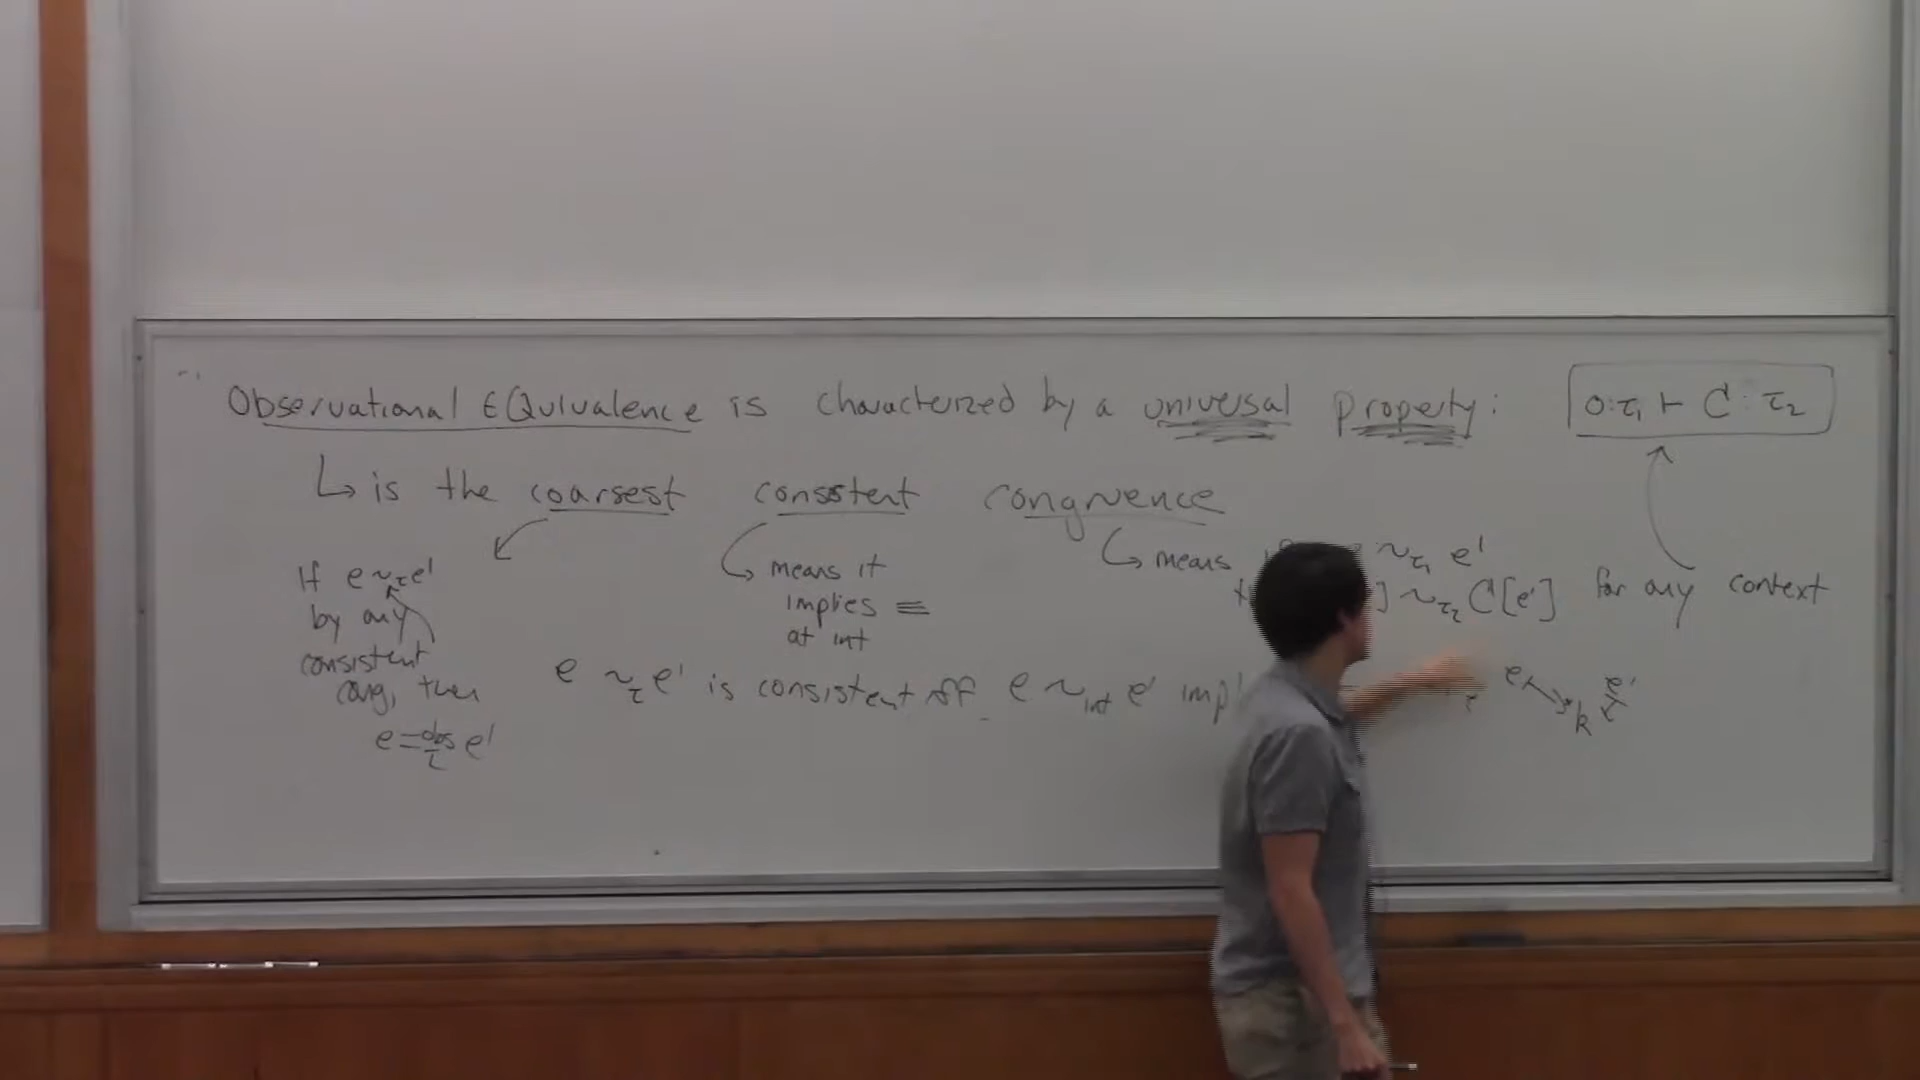 Observational EQuivalence is characterized by a universal property:
o:τ₁ ⊢ C : τ₂
↳ is the coarsest consistent congruence
If e ~τ e'
by any
consistent
cong, then
e =obs τ e'
↳ means it
implies ≡
at int
↳ means ~τ₁ e'
] ~τ₂ C[e'] for any context
e ~τ e' is consistent iff e ~int e' impl
e k e'